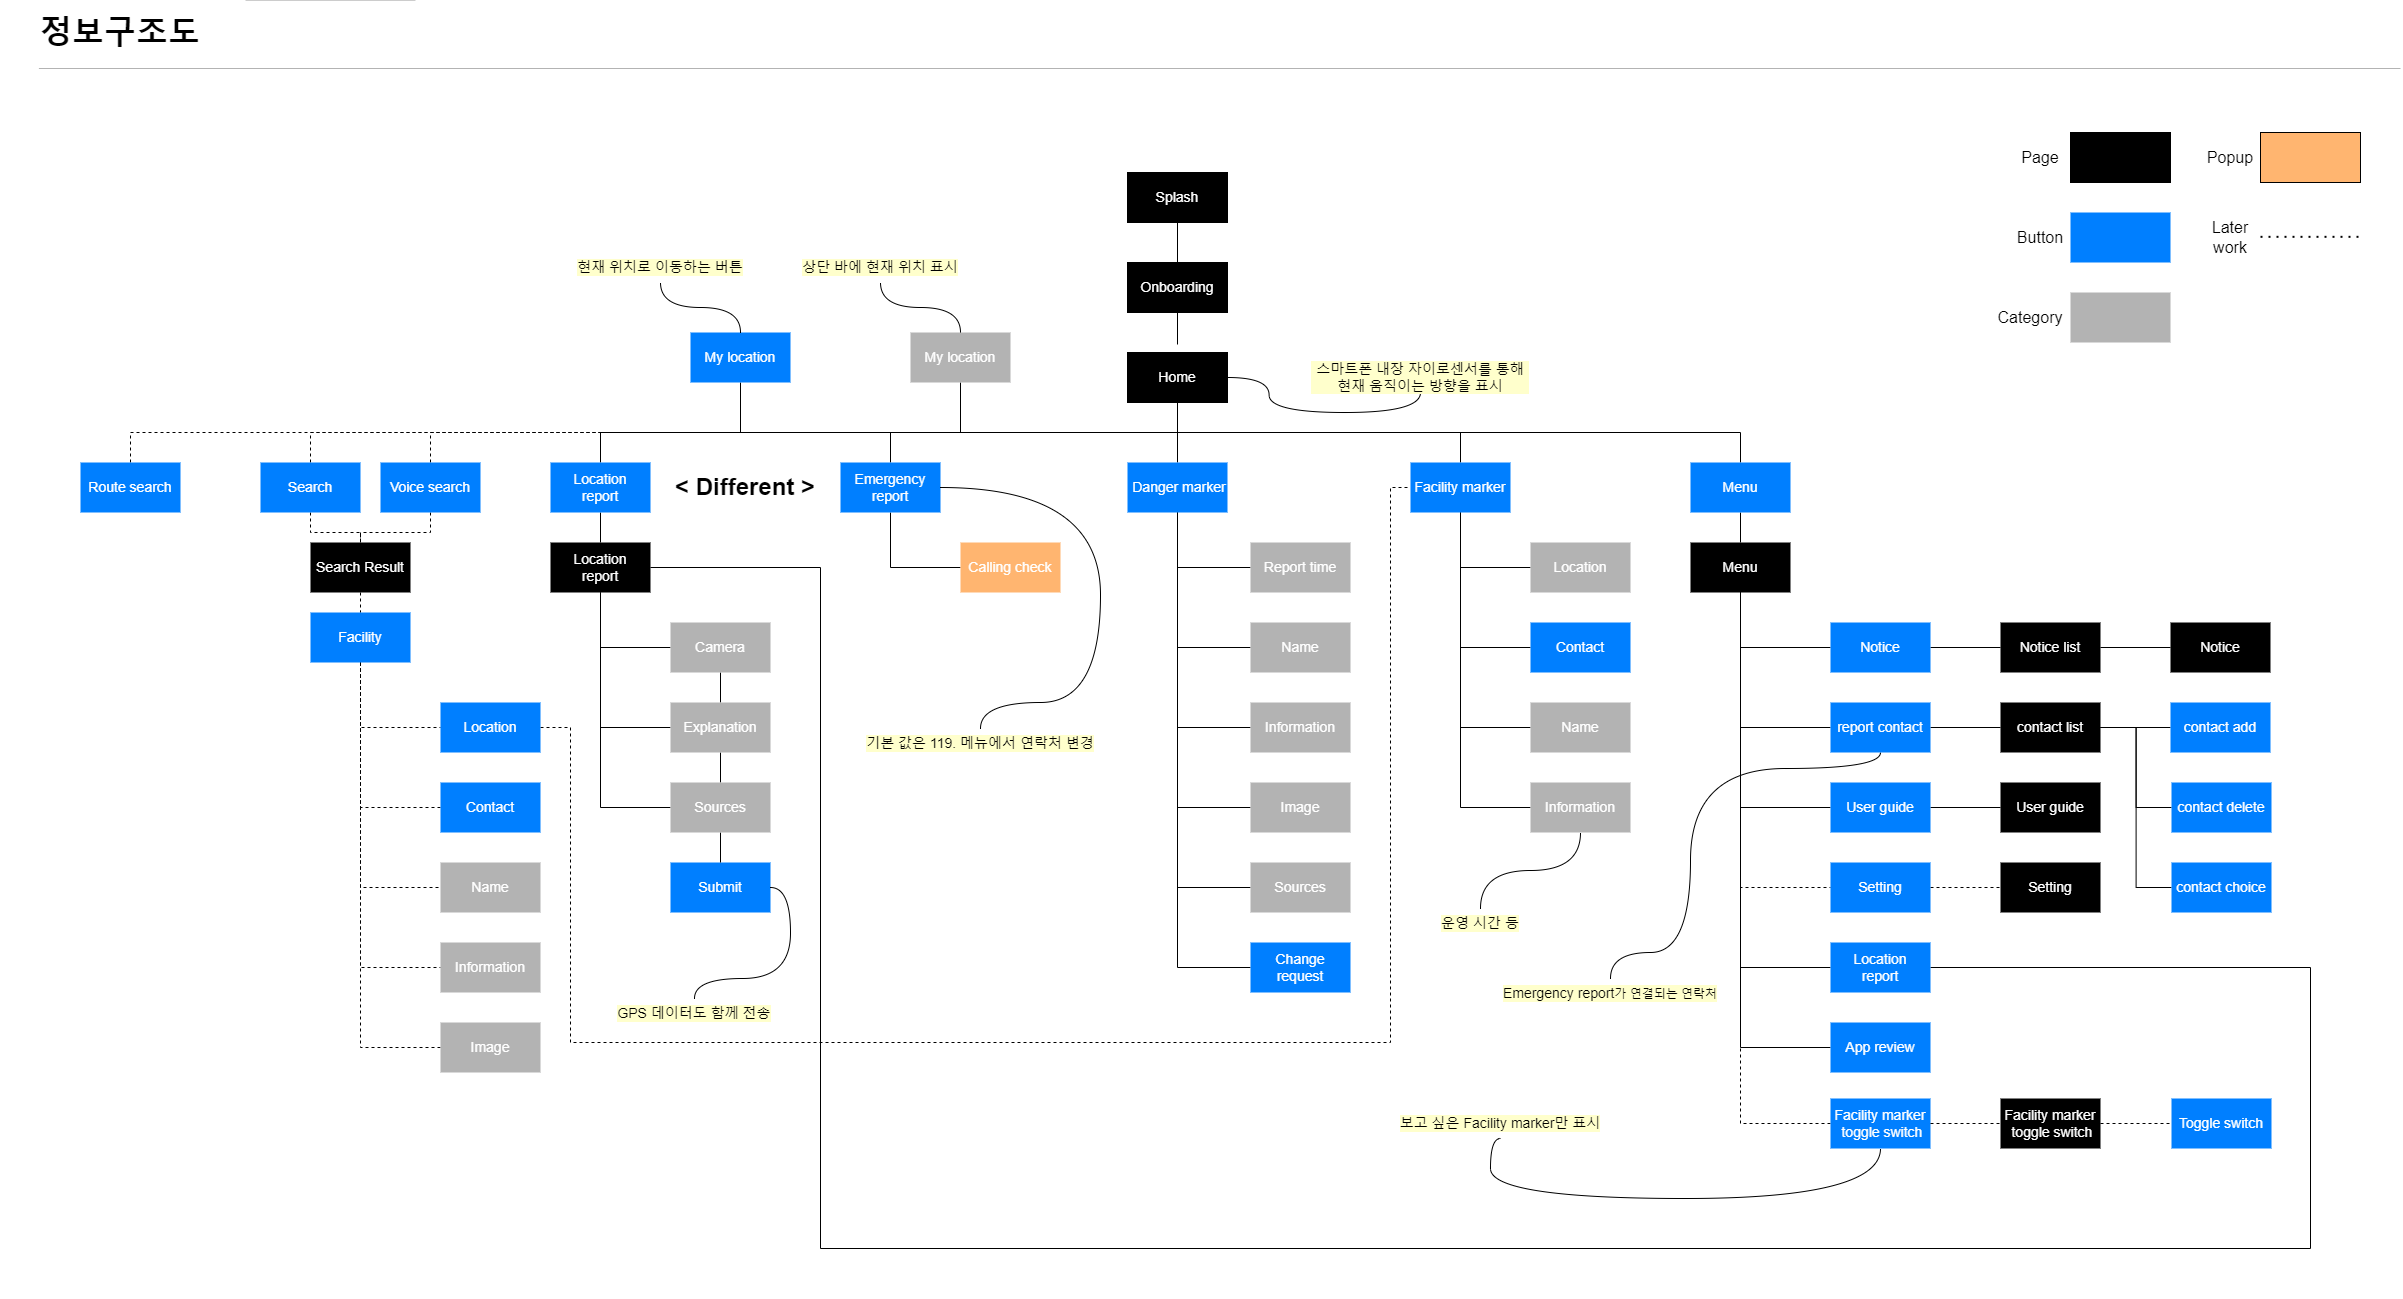 정보구조도
Page
Popup
Button
Later
work
Category
Splash
Onboarding
Home
현재 위치로 이동하는 버튼
상단 바에 현재 위치 표시
My location
My location
스마트폰 내장 자이로센서를 통해
현재 움직이는 방향을 표시
Route search
Search
Voice search
Location
report
< Different >
Emergency
report
Danger marker
Facility marker
Menu
Search Result
Location
report
Calling check
Report time
Location
Menu
Facility
Camera
Name
Contact
Notice
Notice list
Notice
Location
Explanation
기본 값은 119. 메뉴에서 연락처 변경
Information
Name
report contact
contact list
contact add
Contact
Sources
Image
Information
User guide
User guide
contact delete
Name
Submit
Sources
운영 시간 등
Setting
Setting
contact choice
Information
GPS 데이터도 함께 전송
Change
request
Emergency report가 연결되는 연락처
Location
report
Image
App review
보고 싶은 Facility marker만 표시
Facility marker
toggle switch
Facility marker
toggle switch
Toggle switch